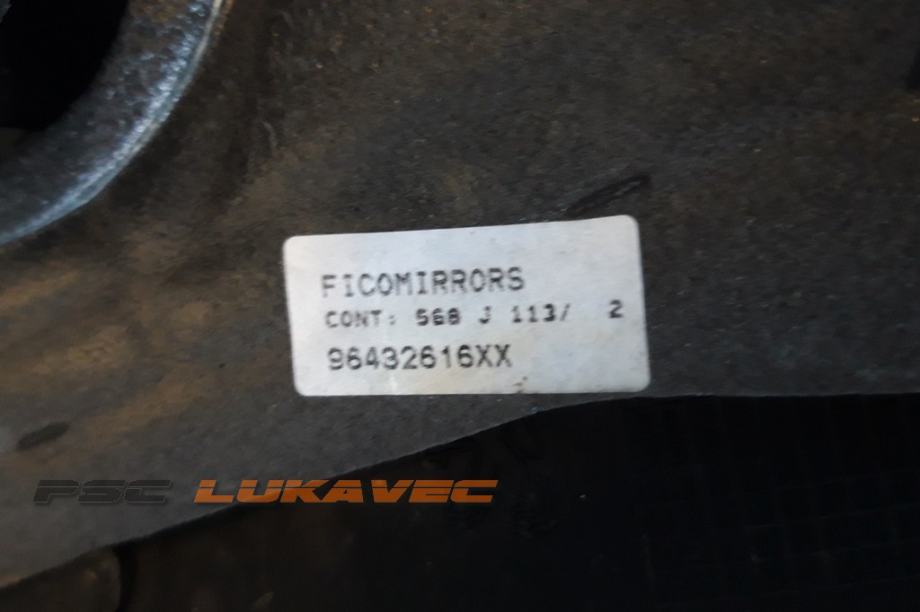 FICOMIRRORS
CONT: 568 J 113/ 2
96432616XX
PSC LUKAVEC